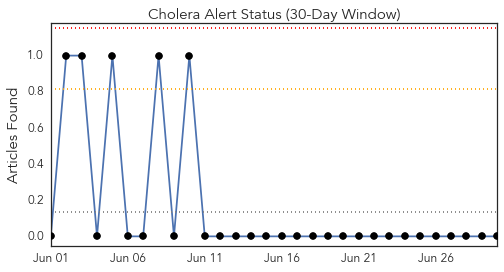 Cholera Alert Status (30-Day Window)
Articles Found
1.0
0.8
0.6
0.4
0.2
0.0
Jun 01 Jun 06 Jun 11 Jun 16 Jun 21 Jun 26